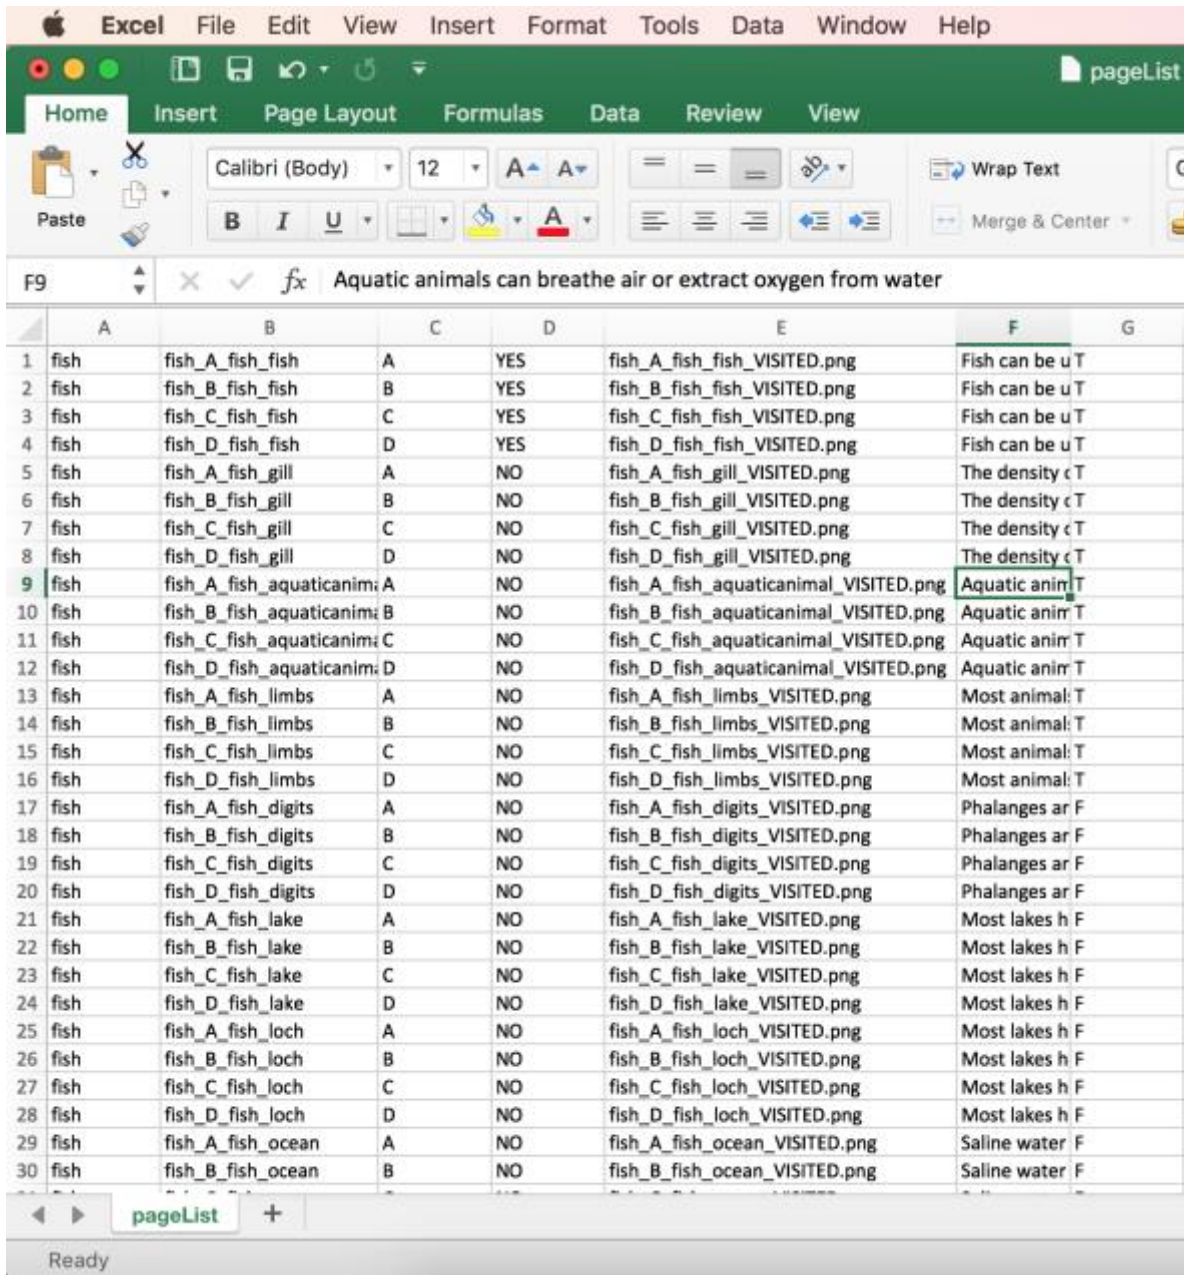 Excel File Edit View Insert Format Tools Data Window Help
pageList
Home Insert Page Layout Formulas Data Review View
Calibri (Body) 12 A A Wrap Text
Paste B I U A Merge & Center
F9 fx Aquatic animals can breathe air or extract oxygen from water
A B C D E F G
1 fish fish_A_fish_fish A YES fish_A_fish_fish_VISITED.png Fish can be u T
2 fish fish_B_fish_fish B YES fish_B_fish_fish_VISITED.png Fish can be u T
3 fish fish_C_fish_fish C YES fish_C_fish_fish_VISITED.png Fish can be u T
4 fish fish_D_fish_fish D YES fish_D_fish_fish_VISITED.png Fish can be u T
5 fish fish_A_fish_gill A NO fish_A_fish_gill_VISITED.png The density T
6 fish fish_B_fish_gill B NO fish_B_fish_gill_VISITED.png The density T
7 fish fish_C_fish_gill C NO fish_C_fish_gill_VISITED.png The density T
8 fish fish_D_fish_gill D NO fish_D_fish_gill_VISITED.png The density T
9 fish fish_A_fish_aquaticanima A NO fish_A_fish_aquaticanimal_VISITED.png Aquatic anim T
10 fish fish_B_fish_aquaticanima B NO fish_B_fish_aquaticanimal_VISITED.png Aquatic anim T
11 fish fish_C_fish_aquaticanima C NO fish_C_fish_aquaticanimal_VISITED.png Aquatic anim T
12 fish fish_D_fish_aquaticanima D NO fish_D_fish_aquaticanimal_VISITED.png Aquatic anim T
13 fish fish_A_fish_limbs A NO fish_A_fish_limbs_VISITED.png Most animal T
14 fish fish_B_fish_limbs B NO fish_B_fish_limbs_VISITED.png Most animal T
15 fish fish_C_fish_limbs C NO fish_C_fish_limbs_VISITED.png Most animal T
16 fish fish_D_fish_limbs D NO fish_D_fish_limbs_VISITED.png Most animal T
17 fish fish_A_fish_digits A NO fish_A_fish_digits_VISITED.png Phalanges ar F
18 fish fish_B_fish_digits B NO fish_B_fish_digits_VISITED.png Phalanges ar F
19 fish fish_C_fish_digits C NO fish_C_fish_digits_VISITED.png Phalanges ar F
20 fish fish_D_fish_digits D NO fish_D_fish_digits_VISITED.png Phalanges ar F
21 fish fish_A_fish_lake A NO fish_A_fish_lake_VISITED.png Most lakes h F
22 fish fish_B_fish_lake B NO fish_B_fish_lake_VISITED.png Most lakes h F
23 fish fish_C_fish_lake C NO fish_C_fish_lake_VISITED.png Most lakes h F
24 fish fish_D_fish_lake D NO fish_D_fish_lake_VISITED.png Most lakes h F
25 fish fish_A_fish_loch A NO fish_A_fish_loch_VISITED.png Most lakes h F
26 fish fish_B_fish_loch B NO fish_B_fish_loch_VISITED.png Most lakes h F
27 fish fish_C_fish_loch C NO fish_C_fish_loch_VISITED.png Most lakes h F
28 fish fish_D_fish_loch D NO fish_D_fish_loch_VISITED.png Most lakes h F
29 fish fish_A_fish_ocean A NO fish_A_fish_ocean_VISITED.png Saline water F
30 fish fish_B_fish_ocean B NO fish_B_fish_ocean_VISITED.png Saline water F
pageList +
Ready